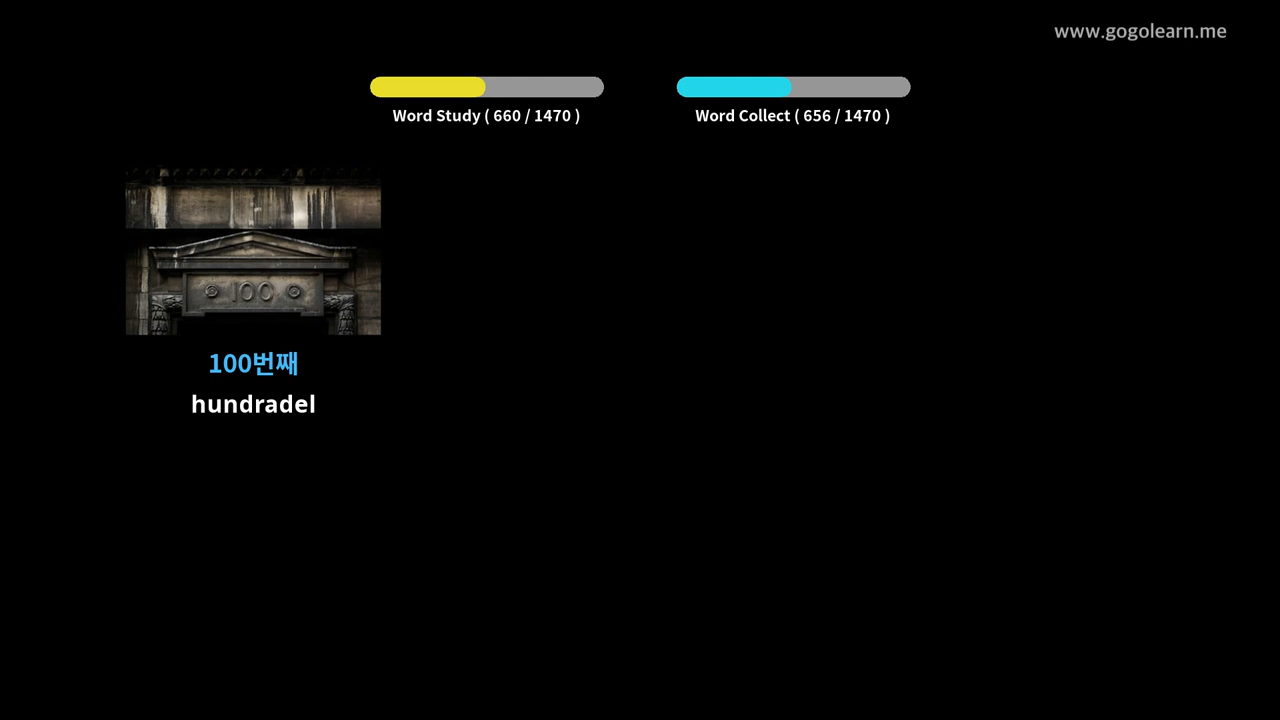 www.gogolearn.me
Word Study ( 660 / 1470 )
Word Collect ( 656 / 1470 )
100
100번째
hundradel